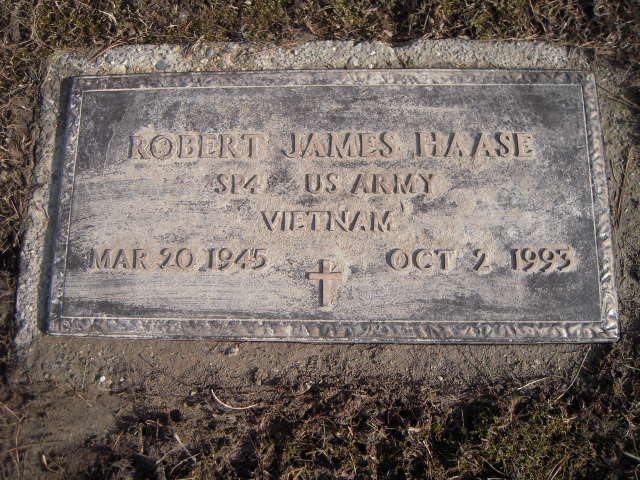 ROBERT JAMES HAASE
SP4 US ARMY
VIETNAM
MAR 20 1945 OCT 2 1993